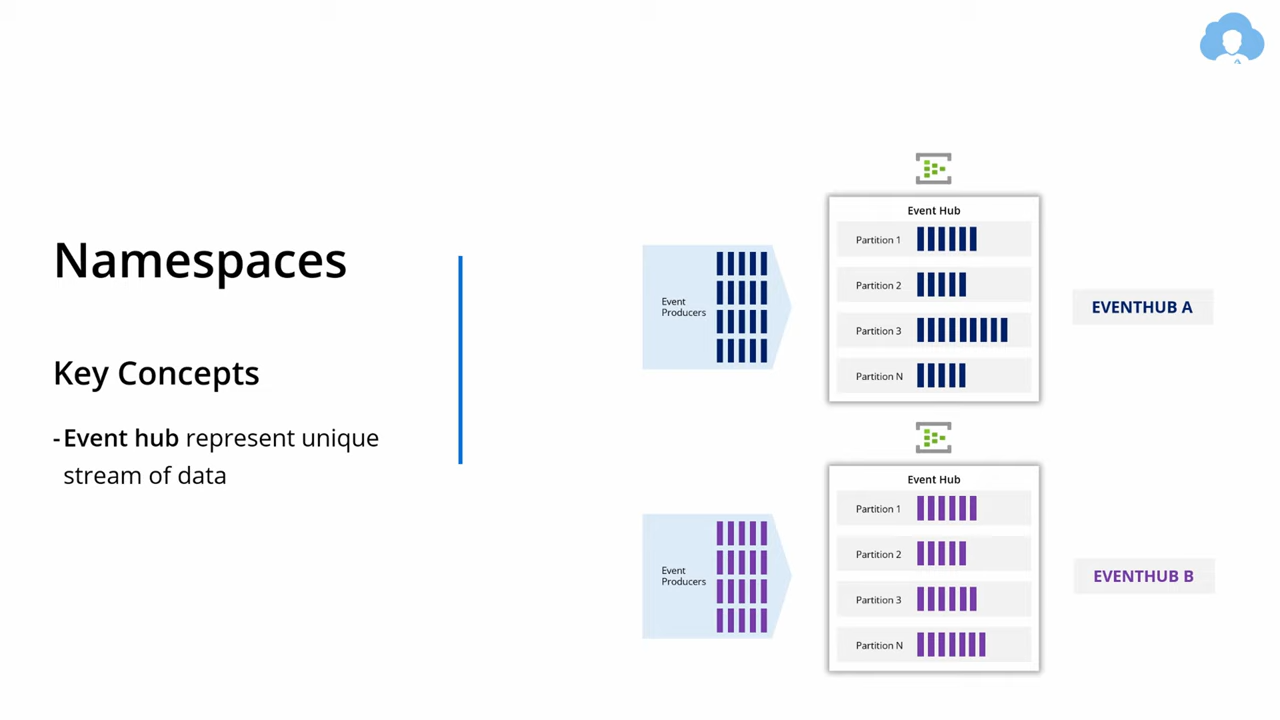 Namespaces
Key Concepts
- Event hub represent unique
stream of data
Event
Producers
Event Hub
Partition 1
Partition 2
Partition 3
Partition N
EVENTHUB A
Event
Producers
Event Hub
Partition 1
Partition 2
Partition 3
Partition N
EVENTHUB B